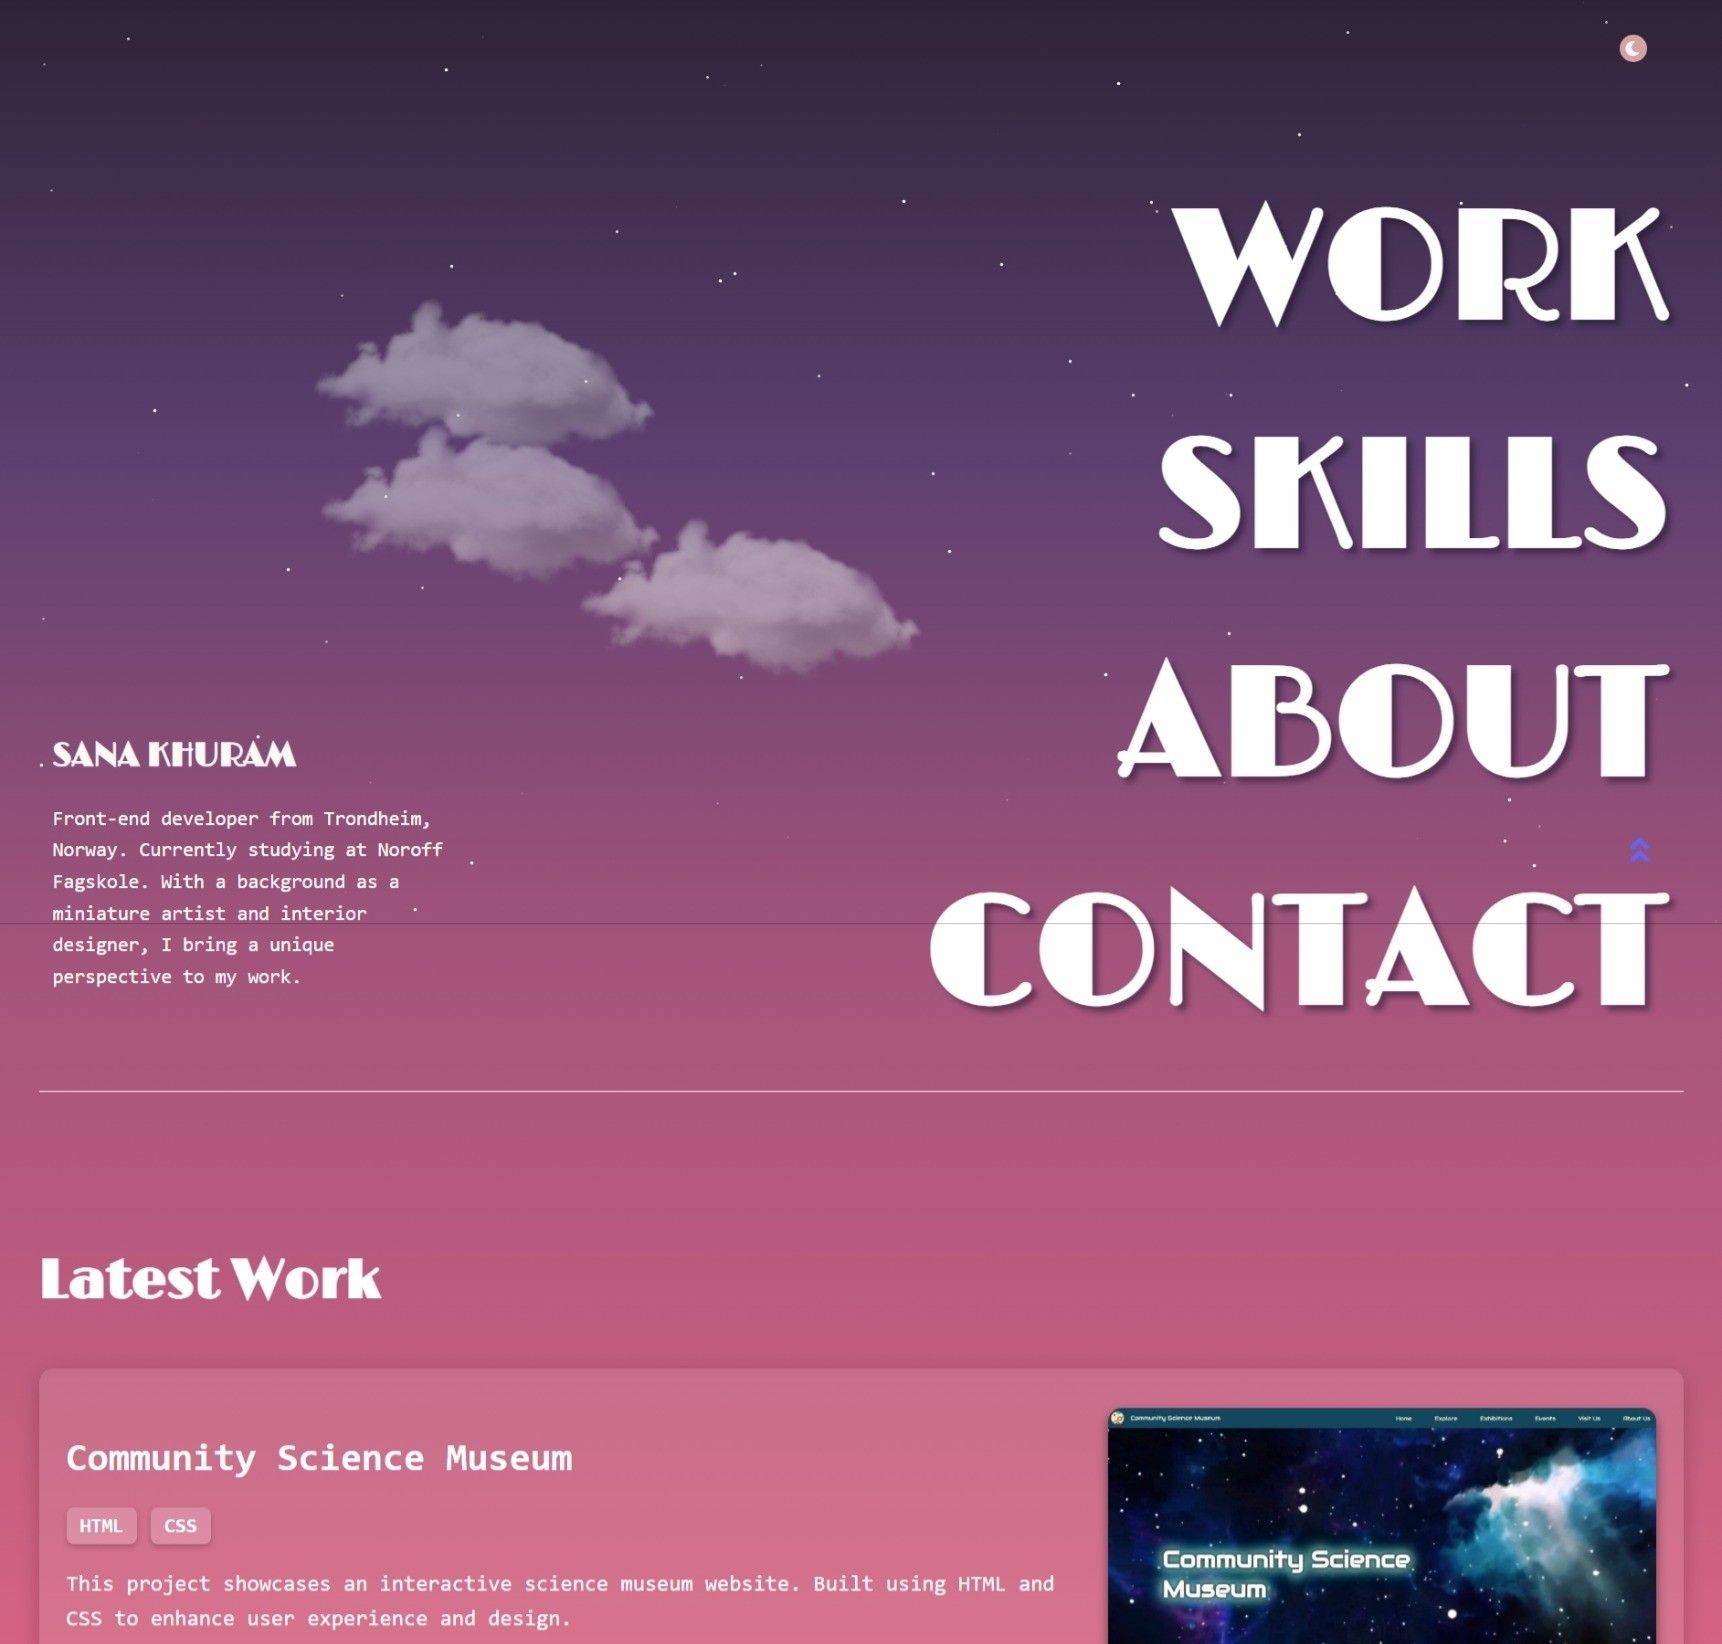 WORK
SKILLS
ABOUT
CONTACT
SANA KHURAM
Front-end developer from Trondheim,
Norway. Currently studying at Noroff
Fagskole. With a background as a
miniature artist and interior
designer, I bring a unique
perspective to my work.
Latest Work
Community Science Museum
HTML CSS
This project showcases an interactive science museum website. Built using HTML and
CSS to enhance user experience and design.
Community Science Museum Home Explore Exhibitions Events Visit Us About Us
Community Science
Museum